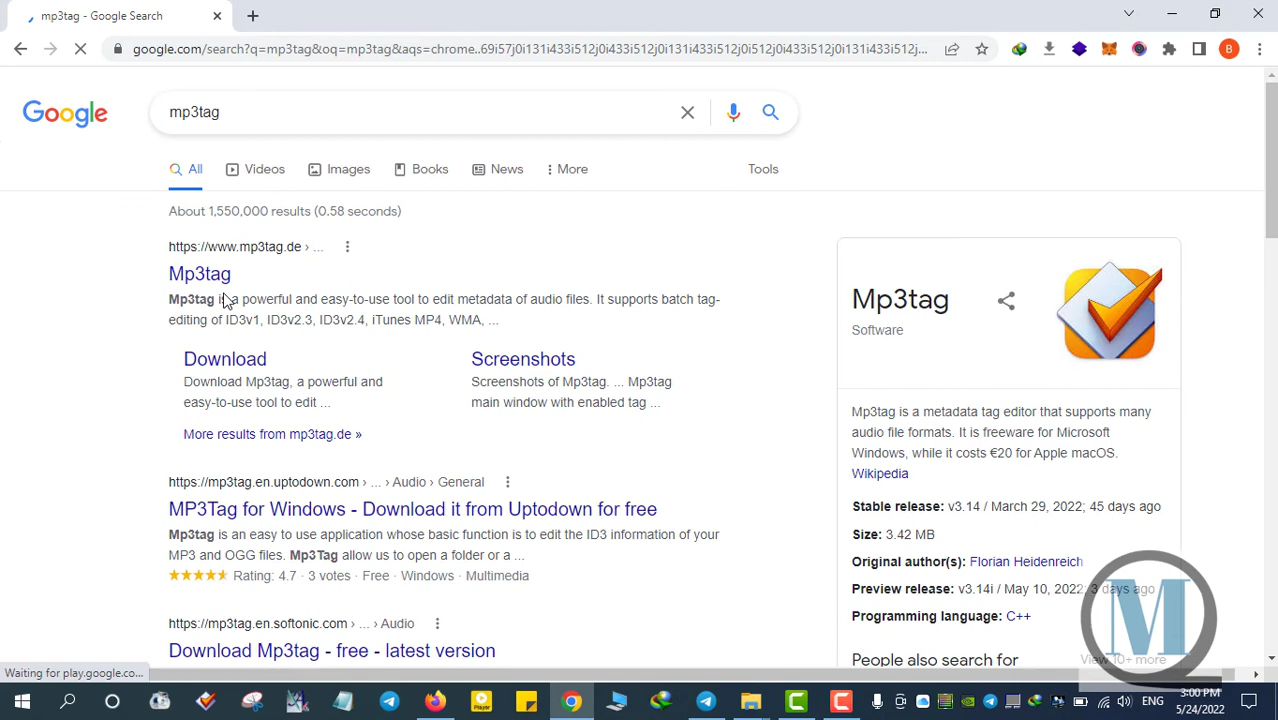 mp3tag - Google Search
google.com/search?q=mp3tag&oq=mp3tag&aqs=chrome..69i57j0i131i433i512j0i433i512j0i131i433i512j0i433i512j0i131i433i512j...
B
Google
mp3tag
All
Videos
Images
Books
News
More
Tools
About 1,550,000 results (0.58 seconds)
https://www.mp3tag.de › ...
Mp3tag
Mp3tag is a powerful and easy-to-use tool to edit metadata of audio files. It supports batch tag-
editing of ID3v1, ID3v2.3, ID3v2.4, iTunes MP4, WMA, ...
Download
Screenshots
Download Mp3tag, a powerful and
easy-to-use tool to edit ...
Screenshots of Mp3tag. ... Mp3tag
main window with enabled tag ...
More results from mp3tag.de »
https://mp3tag.en.uptodown.com › ... › Audio › General
MP3Tag for Windows - Download it from Uptodown for free
Mp3tag is an easy to use application whose basic function is to edit the ID3 information of your
MP3 and OGG files. Mp3Tag allow us to open a folder or a ...
Rating: 4.7 · 3 votes · Free · Windows · Multimedia
https://mp3tag.en.softonic.com › ... › Audio
Download Mp3tag - free - latest version
Mp3tag
Software
Mp3tag is a metadata tag editor that supports many
audio file formats. It is freeware for Microsoft
Windows, while it costs €20 for Apple macOS.
Wikipedia
Stable release: v3.14 / March 29, 2022; 45 days ago
Size: 3.42 MB
Original author(s): Florian Heidenreich
Preview release: v3.14i / May 10, 2022; 3 days ago
Programming language: C++
People also search for
View 10+ more
M
Waiting for play.google.co...
Player
ENG
3:00 PM
5/24/2022